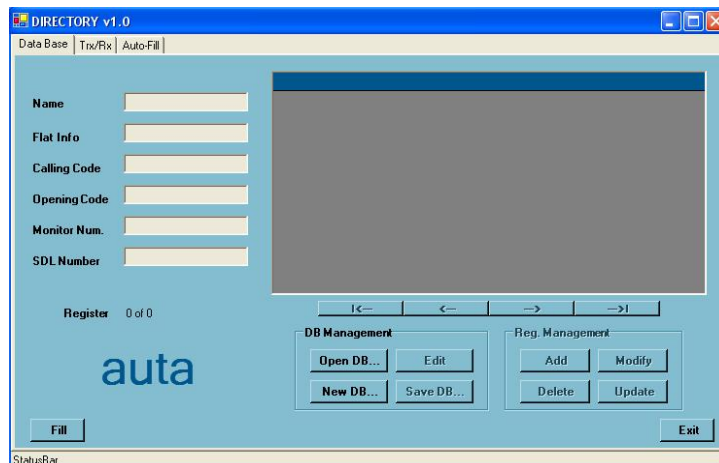 DIRECTORY v1.0
Data Base Trx/Rx Auto-Fill
Name
Flat Info
Calling Code
Opening Code
Monitor Num.
SDL Number
Register 0 of 0
auta
Fill
|<--- <--- ---> --->|
DB Management
Open DB... Edit
New DB... Save DB...
Reg. Management
Add Modify
Delete Update
Exit
StatusBar